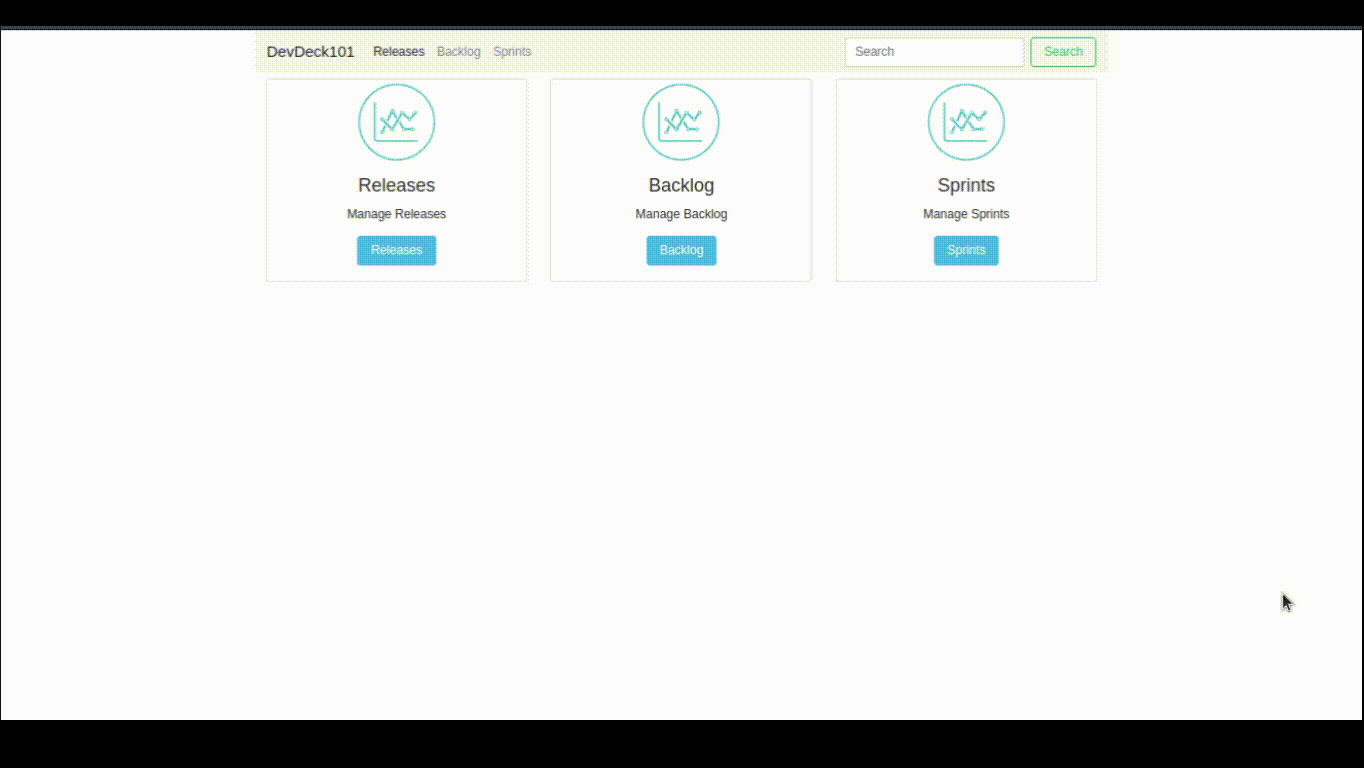 DevDeck101 Releases Backlog Sprints Search Search
Releases Backlog Sprints
Manage Releases Manage Backlog Manage Sprints
Releases Backlog Sprints